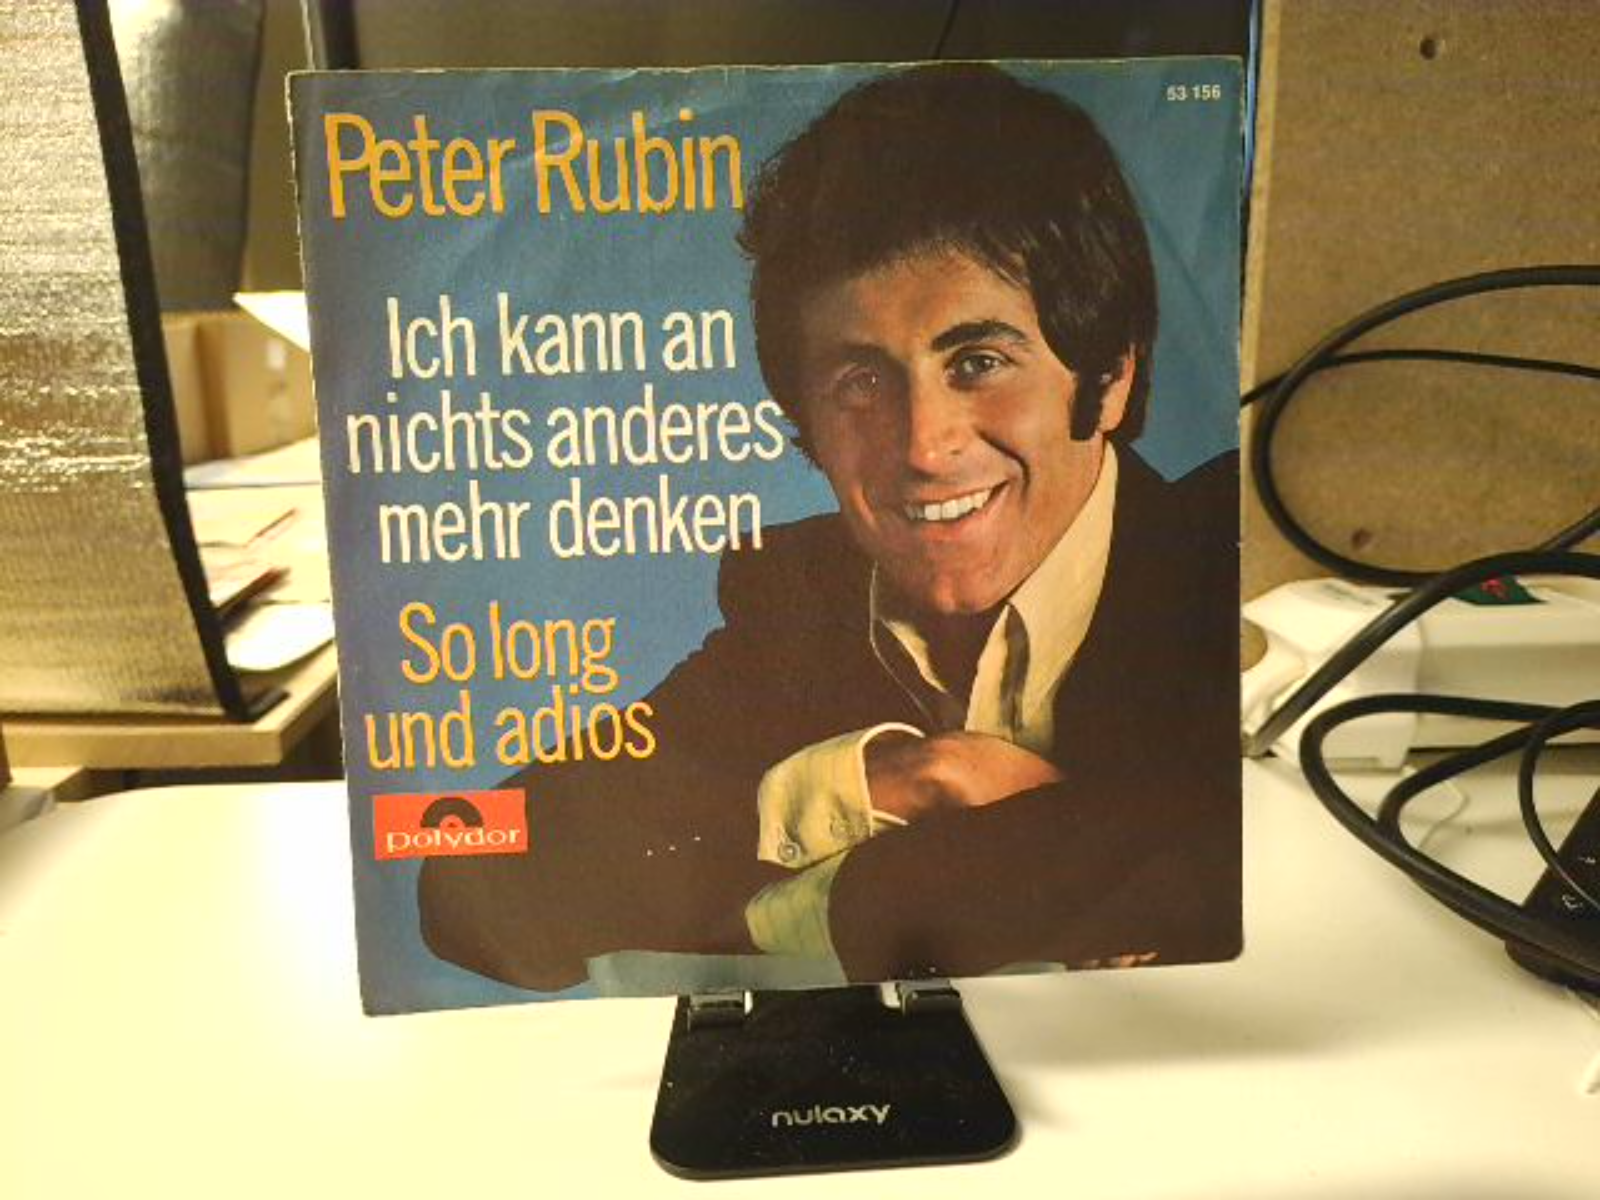 53 156
Peter Rubin
Ich kann an
nichts anderes
mehr denken
So long
und adios
polydor
nulaxy